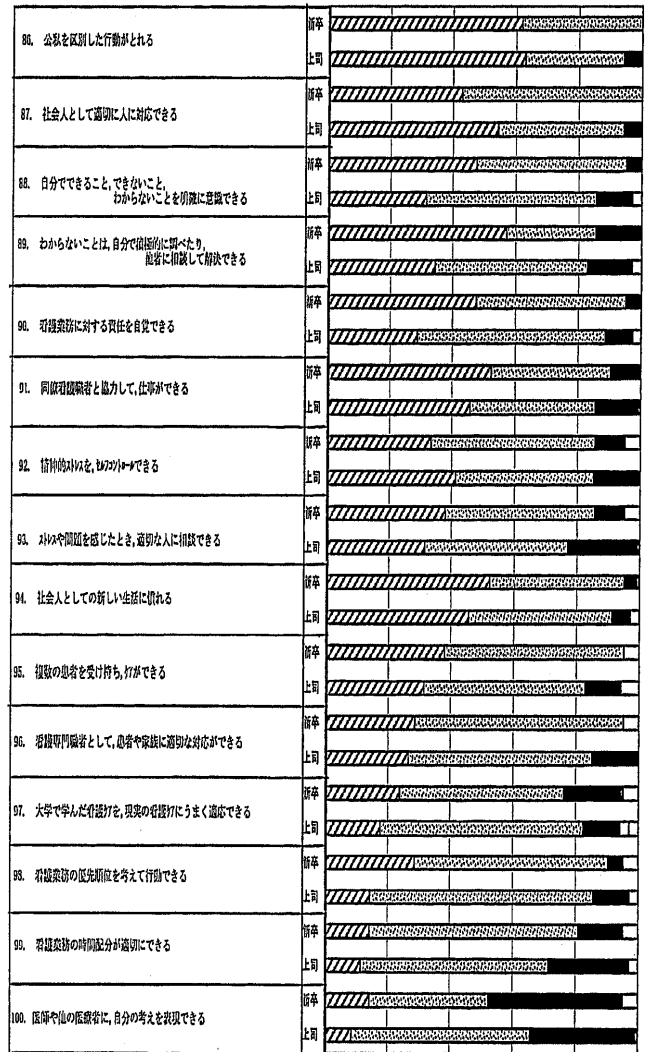 新卒
86. 公私を区別した行動がとれる
上司
新卒
87. 社会人として適切に人に対応できる
上司
新卒
88. 自分でできること,できないこと,
わからないことを明確に意識できる
上司
新卒
89. わからないことは,自分で積極的に調べたり,
他者に相談して解決できる
上司
新卒
90. 看護業務に対する責任を自覚できる
上司
新卒
91. 同僚看護職者と協力して,仕事ができる
上司
新卒
92. 精神的ストレスを,セルフコントロールできる
上司
新卒
93. ストレスや問題を感じたとき,適切な人に相談できる
上司
新卒
94. 社会人としての新しい生活に慣れる
上司
新卒
95. 複数の患者を受け持ち,ケアができる
上司
新卒
96. 看護専門職者として,患者や家族に適切な対応ができる
上司
新卒
97. 大学で学んだ看護ケアを,現実の看護ケアにうまく適応できる
上司
新卒
98. 看護業務の優先順位を考えて行動できる
上司
新卒
99. 看護業務の時間配分が適切にできる
上司
新卒
100. 医師や他の医療者に,自分の考えを表現できる
上司